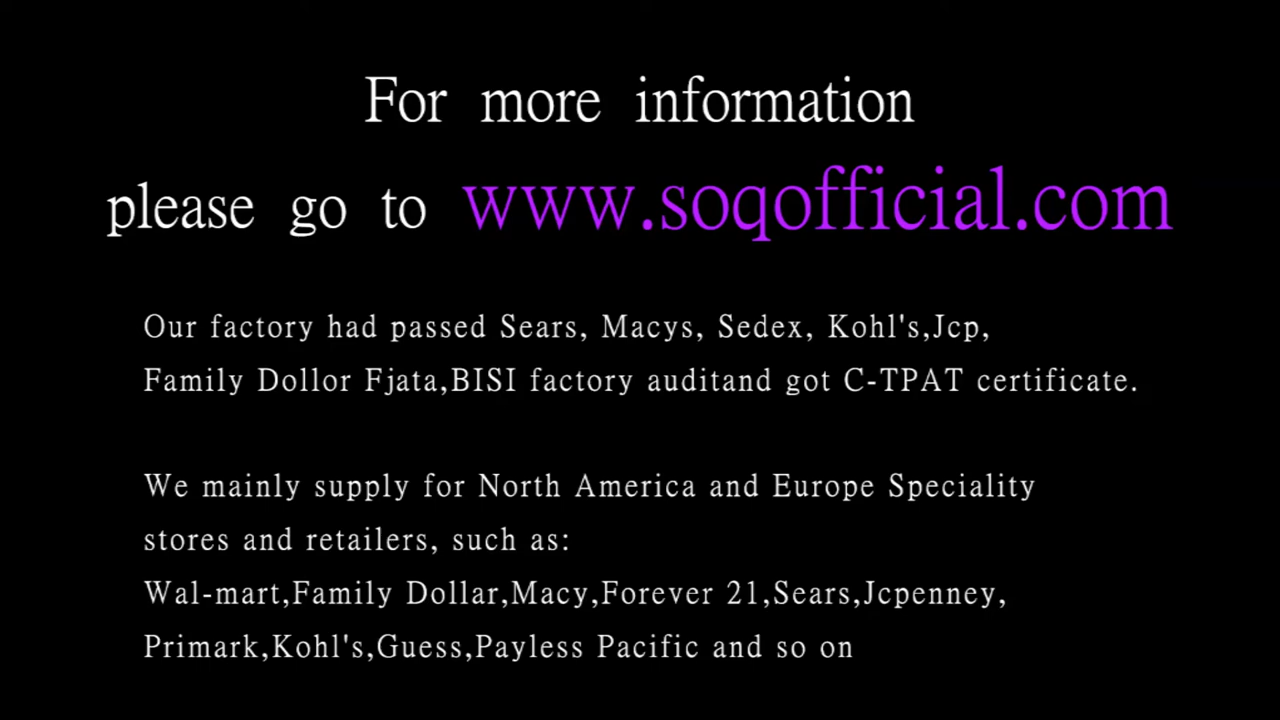 For more information
please go to www.soqofficial.com
Our factory had passed Sears, Macys, Sedex, Kohl's,Jcp,
Family Dollor Fjata,BISI factory auditand got C-TPAT certificate.
We mainly supply for North America and Europe Speciality
stores and retailers, such as:
Wal-mart,Family Dollar,Macy,Forever 21,Sears,Jcpenney,
Primark,Kohl's,Guess,Payless Pacific and so on